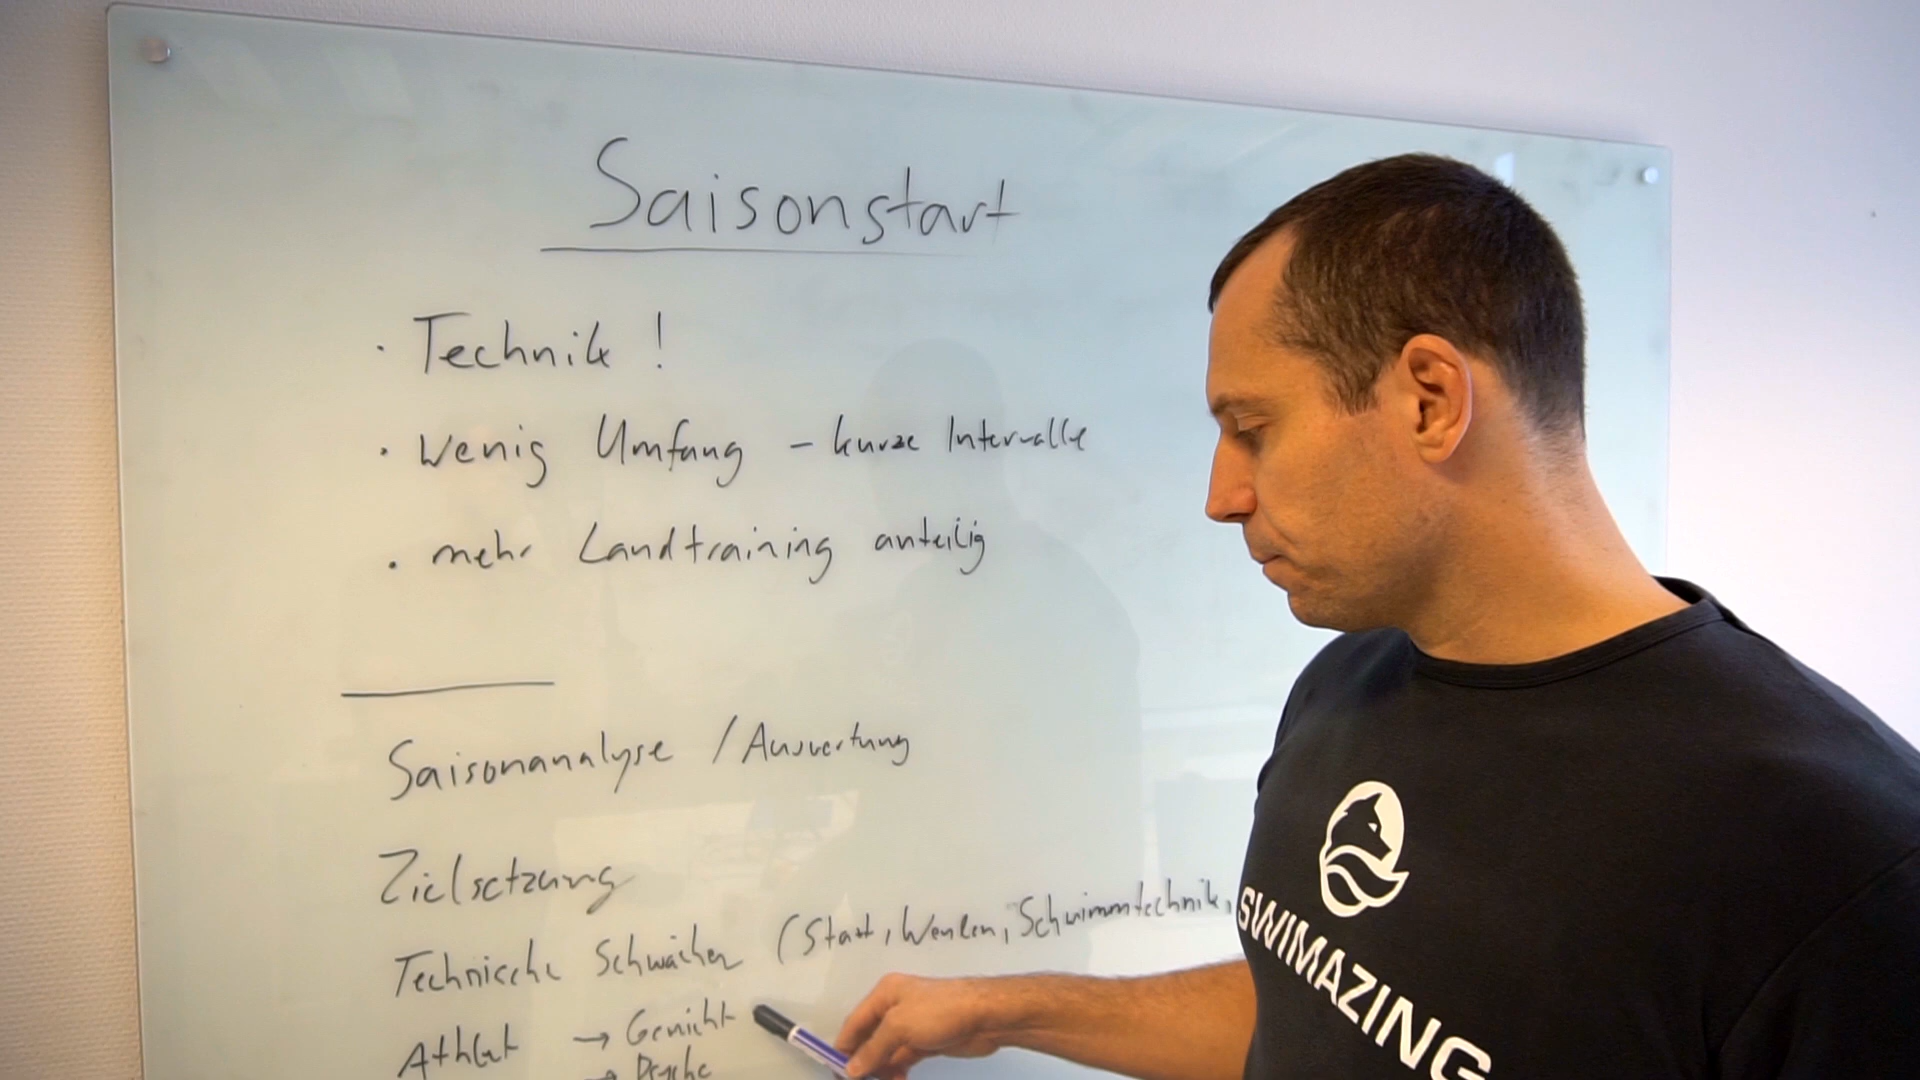 Saisonstart
· Technik !
· wenig Umfang – kurze Intervalle
· mehr Landtraining anteilig
Saisonanalyse / Auswertung
Zielsetzung
Technische Schwächen (Start, Wenden, Schwimmtechnik,
Athlet → Gewicht
→ Psyche
SWIMAZING